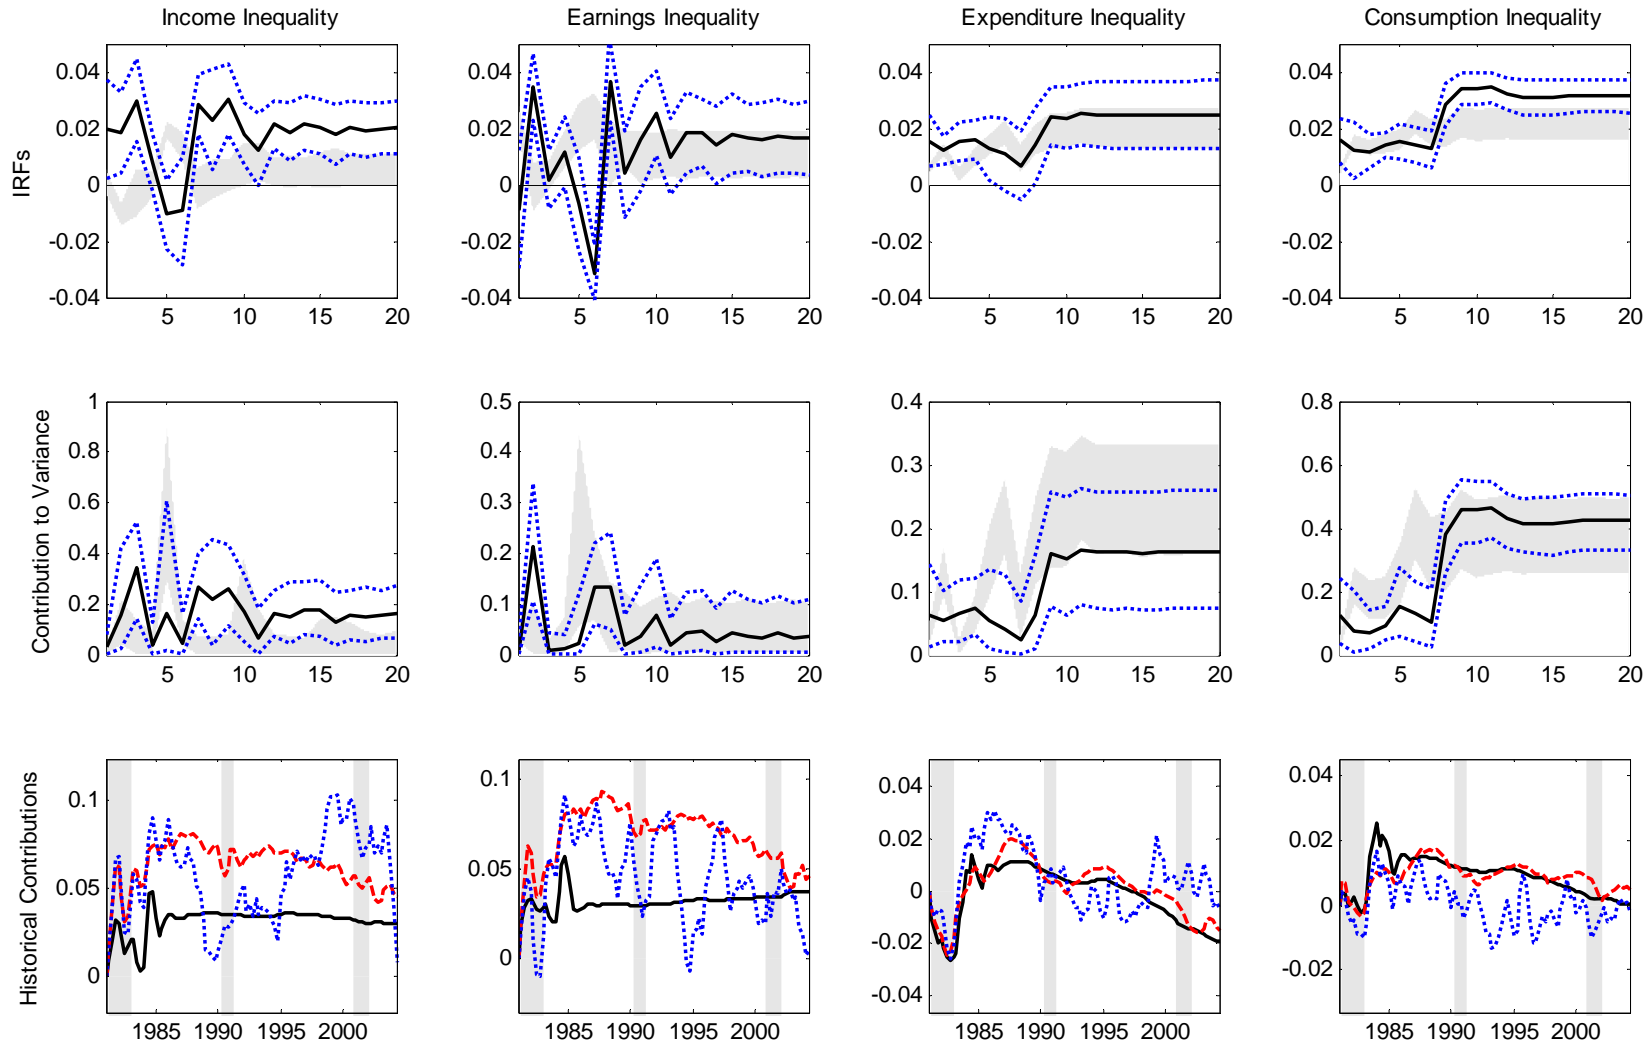 Income Inequality Earnings Inequality Expenditure Inequality Consumption Inequality
IRFs
0.04 0.04 0.04 0.04
0.02 0.02 0.02 0.02
0 0 0 0
-0.02 -0.02 -0.02 -0.02
-0.04 -0.04 -0.04 -0.04
5 10 15 20 5 10 15 20 5 10 15 20 5 10 15 20
Contribution to Variance
1 0.5 0.4 0.8
0.8 0.4 0.3 0.6
0.6 0.3 0.2 0.4
0.4 0.2 0.1 0.2
0.2 0.1 0 0
0 0
5 10 15 20 5 10 15 20 5 10 15 20 5 10 15 20
Historical Contributions
0.1 0.1 0.04 0.04
0.05 0.05 0.02 0.02
0 0 0 0
-0.02 -0.02
-0.04
1985 1990 1995 2000 1985 1990 1995 2000 1985 1990 1995 2000 1985 1990 1995 2000